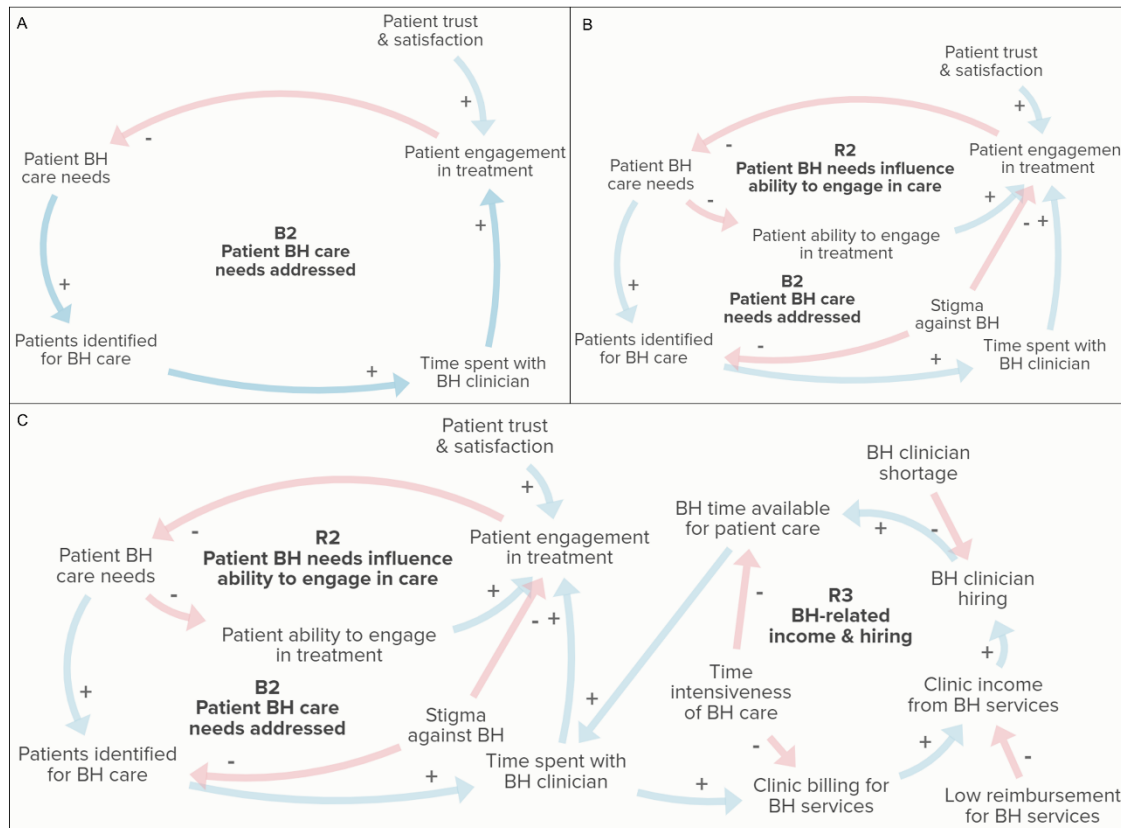 A
Patient trust
& satisfaction
+
-
Patient BH
care needs
Patient engagement
in treatment
+
B2
Patient BH care
needs addressed
+
Patients identified
for BH care
+
Time spent with
BH clinician
B
Patient trust
& satisfaction
+
-
Patient BH
care needs
R2
Patient BH needs influence
ability to engage in care
Patient engagement
in treatment
-
+
Patient ability to engage
in treatment
-
+
B2
Patient BH care
needs addressed
+
Stigma
against BH
Patients identified
for BH care
-
+
Time spent with
BH clinician
C
Patient trust
& satisfaction
+
-
Patient BH
care needs
R2
Patient BH needs influence
ability to engage in care
Patient engagement
in treatment
-
+
Patient ability to engage
in treatment
-
+
B2
Patient BH care
needs addressed
+
Stigma
against BH
Patients identified
for BH care
-
+
Time spent with
BH clinician
+
BH clinician
shortage
BH time available
for patient care
+
-
BH clinician
hiring
-
R3
BH-related
income & hiring
+
Time
intensiveness
of BH care
Clinic income
from BH services
-
+
+
Clinic billing for
BH services
-
Low reimbursement
for BH services